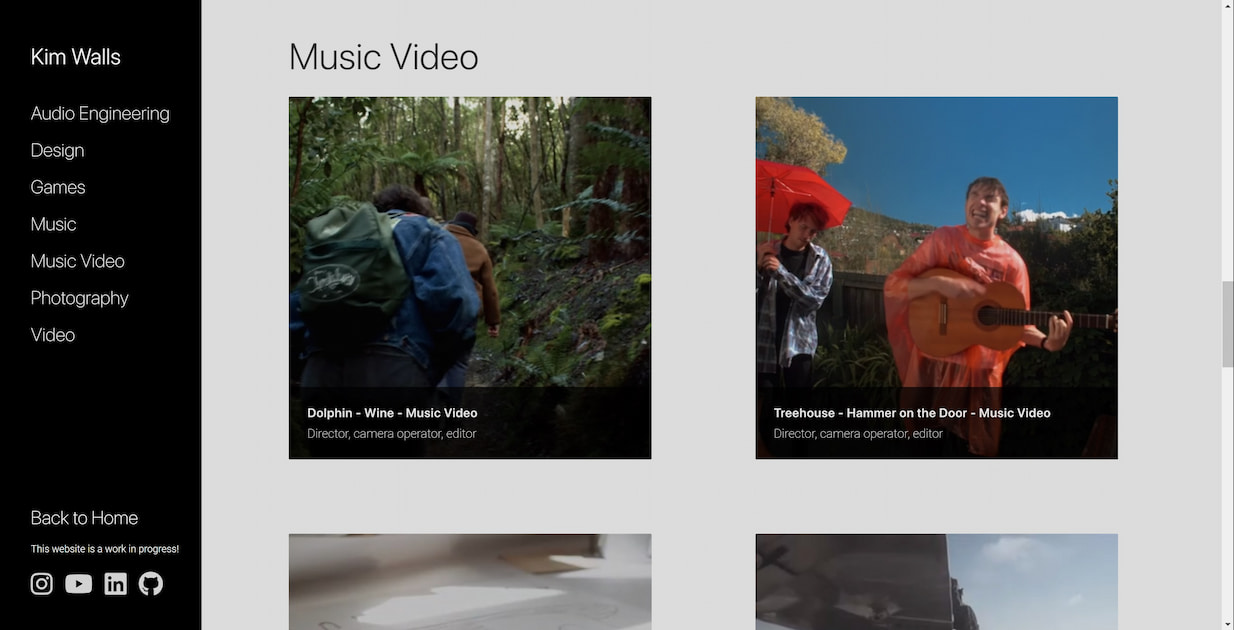 Kim Walls
Audio Engineering
Design
Games
Music
Music Video
Photography
Video
Back to Home
This website is a work in progress!
Music Video
Dolphin - Wine - Music Video
Director, camera operator, editor
Treehouse - Hammer on the Door - Music Video
Director, camera operator, editor